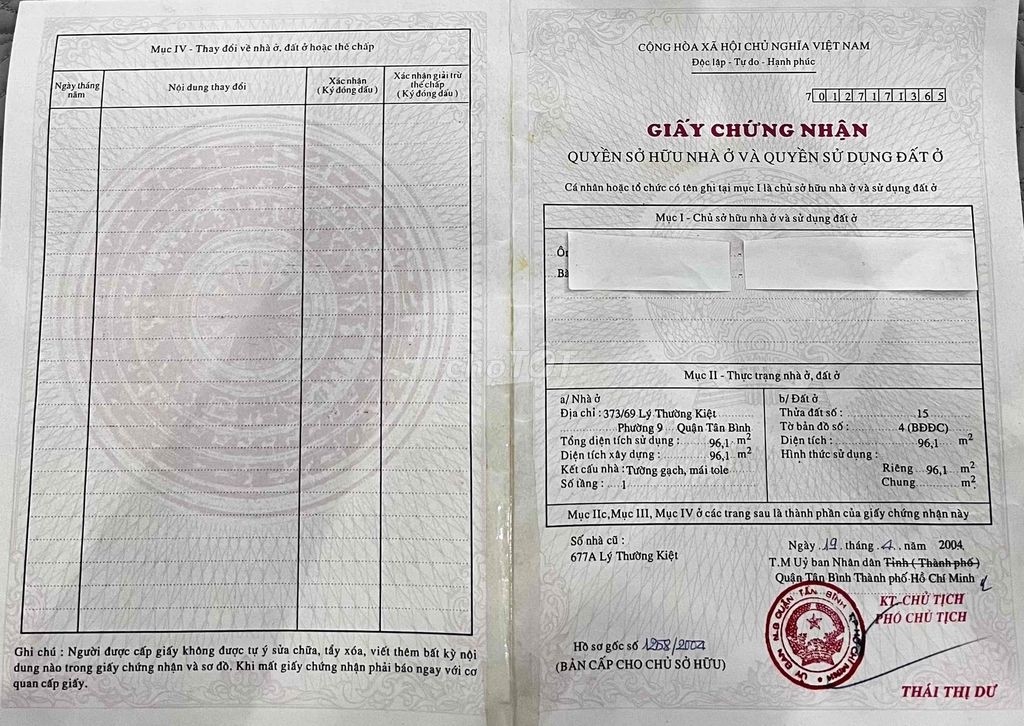 Mục IV - Thay đổi về nhà ở, đất ở hoặc thế chấp
Ngày tháng năm
Nội dung thay đổi
Xác nhận
( Ký đóng dấu )
Xác nhận giải trừ
thế chấp
( Ký đóng dấu )
Ghi chú : Người được cấp giấy không được tự ý sửa chữa, tẩy xóa, viết thêm bất kỳ nội
dung nào trong giấy chứng nhận và sơ đồ. Khi mất giấy chứng nhận phải báo ngay với cơ
quan cấp giấy.
CỘNG HÒA XÃ HỘI CHỦ NGHĨA VIỆT NAM
Độc lập - Tự do - Hạnh phúc
70127171365
GIẤY CHỨNG NHẬN
QUYỀN SỞ HỮU NHÀ Ở VÀ QUYỀN SỬ DỤNG ĐẤT Ở
Cá nhân hoặc tổ chức có tên ghi tại mục I là chủ sở hữu nhà ở và sử dụng đất ở
Mục I - Chủ sở hữu nhà ở và sử dụng đất ở
Bà
Mục II - Thực trạng nhà ở, đất ở
a/ Nhà ở
Địa chỉ : 373/69 Lý Thường Kiệt
Phường 9 Quận Tân Bình
Tổng diện tích sử dụng : 96,1 m2
Diện tích xây dựng : 96,1 m2
Kết cấu nhà : Tường gạch, mái tole
Số tầng : 1
b/ Đất ở
Thửa đất số : 15
Tờ bản đồ số : 4 (BĐĐC)
Diện tích : 96,1 m2
Hình thức sử dụng :
Riêng 96,1 m2
Chung m2
Mục IIc,Mục III, Mục IV ở các trang sau là thành phần của giấy chứng nhận này
Số nhà cũ :
677A Lý Thường Kiệt
Ngày 19 tháng 4 năm 2004
T.M Uỷ ban Nhân dân Tỉnh ( Thành phố )
Quận Tân Bình Thành phố Hồ Chí Minh
KT. CHỦ TỊCH
PHÓ CHỦ TỊCH
Hồ sơ gốc số 1258/2004
(BẢN CẤP CHO CHỦ SỞ HỮU)
THÁI THỊ DƯ
choTOT